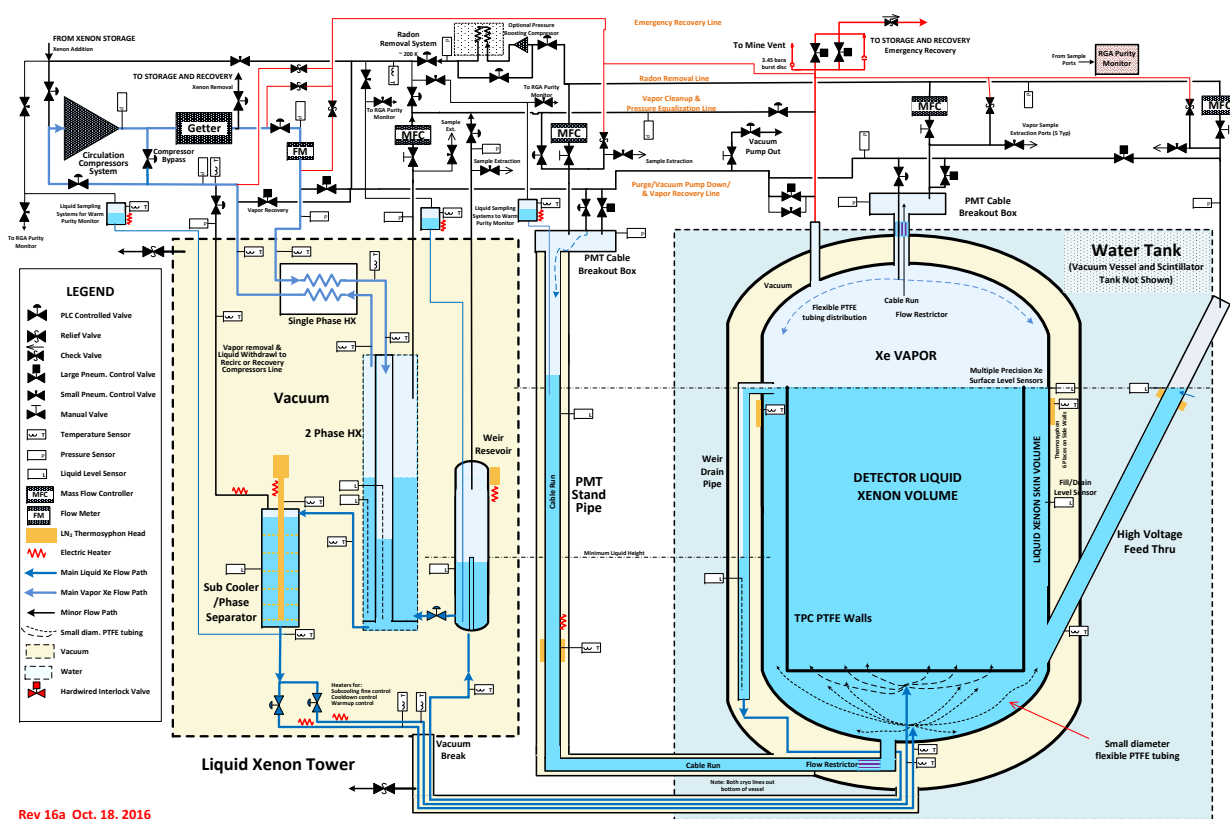 Emergency Recovery Line
FROM XENON STORAGE
Xenon Addition
Radon
Removal System
~ 200 K
Optional Pressure
Boosting Compressor
To Mine Vent
3.45 bara
burst disc
TO STORAGE AND RECOVERY
Emergency Recovery
From Sample
Ports
RGA Purity
Monitor
TO STORAGE AND RECOVERY
Xenon Removal
Radon Removal Line
To RGA Purity
Monitor
To RGA Purity
Monitor
Vapor Cleanup &
Pressure Equalization Line
MFC
MFC
MFC
MFC
Getter
FM
Sample
Ext.
Circulation
Compressors
System
Compressor
Bypass
Sample Extraction
Sample Extraction
Vacuum
Pump Out
Vapor Sample
Extraction Ports (5 Typ)
Purge/Vacuum Pump Down/
& Vapor Recovery Line
Liquid Sampling
Systems for Warm
Purity Monitor
Vapor Recovery
Liquid Sampling
Systems to Warm
Purity Monitor
To RGA Purity
Monitor
PMT Cable
Breakout Box
PMT Cable
Breakout Box
Water Tank
(Vacuum Vessel and Scintillator
Tank Not Shown)
LEGEND
PLC Controlled Valve
Relief Valve
Check Valve
Large Pneum. Control Valve
Small Pneum. Control Valve
Manual Valve
Temperature Sensor
Pressure Sensor
Liquid Level Sensor
MFC
Mass Flow Controller
FM
Flow Meter
LN2 Thermosyphon Head
Electric Heater
Main Liquid Xe Flow Path
Main Vapor Xe Flow Path
Minor Flow Path
Small diam. PTFE tubing
Vacuum
Water
Hardwired Interlock Valve
Single Phase HX
Vapor removal &
Liquid Withdrawl to
Recirc or Recovery
Compressors Line
Vacuum
2 Phase HX
Weir
Resevoir
Sub Cooler
/Phase
Separator
Heaters for:
Subcooling fine control
Cooldown control
Warmup control
Vacuum
Break
Liquid Xenon Tower
Cable Run
PMT
Stand
Pipe
Vacuum
Flexible PTFE
tubing distribution
Cable Run
Flow Restrictor
Xe VAPOR
Multiple Precision Xe
Surface Level Sensors
Weir
Drain
Pipe
DETECTOR LIQUID
XENON VOLUME
LIQUID XENON SKIN VOLUME
Thermosyphon
6 Places on Side Walls
Fill/Drain
Level Sensor
High Voltage
Feed Thru
Minimum Liquid Height
TPC PTFE Walls
Small diameter
flexible PTFE tubing
Cable Run
Flow Restrictor
Note: Both cryo lines out
bottom of vessel
Rev 16a Oct. 18. 2016